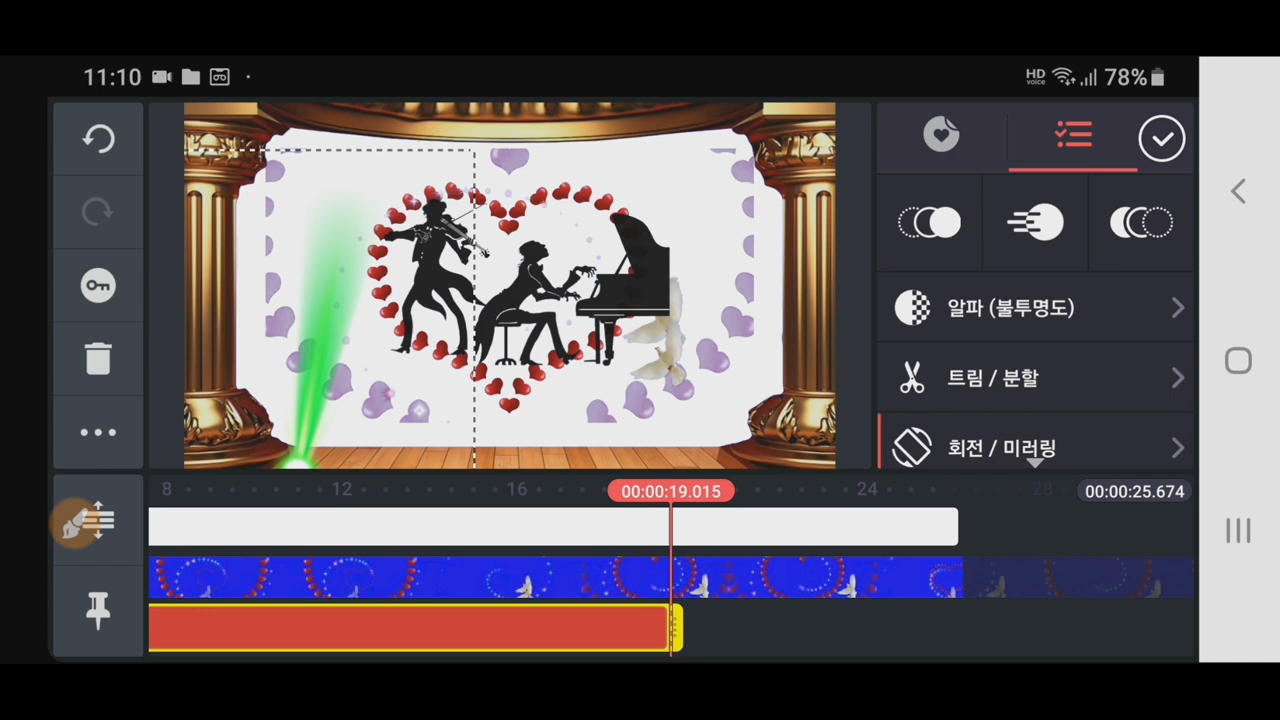 11:10
HD voice 78%
알파 (불투명도)
트림 / 분할
회전 / 미러링
8 12 16 00:00:19.015 24 28 00:00:25.674